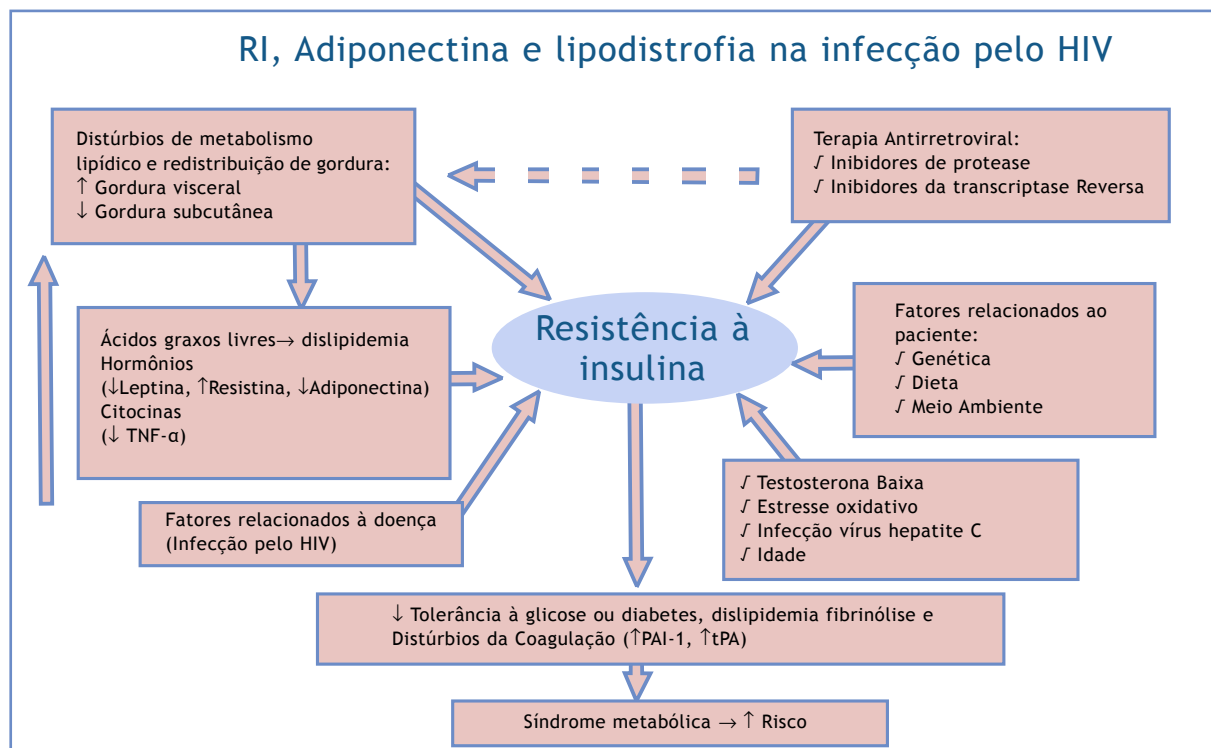 RI, Adiponectina e lipodistrofia na infecção pelo HIV
Distúrbios de metabolismo
lipídico e redistribuição de gordura:
↑ Gordura visceral
↓ Gordura subcutânea
Terapia Antirretroviral:
√ Inibidores de protease
√ Inibidores da transcriptase Reversa
Ácidos graxos livres→ dislipidemia
Hormônios
(↓Leptina, ↑Resistina, ↓Adiponectina)
Citocinas
(↓ TNF-α)
Resistência à
insulina
Fatores relacionados ao
paciente:
√ Genética
√ Dieta
√ Meio Ambiente
Fatores relacionados à doença
(Infecção pelo HIV)
√ Testosterona Baixa
√ Estresse oxidativo
√ Infecção vírus hepatite C
√ Idade
↓ Tolerância à glicose ou diabetes, dislipidemia fibrinólise e
Distúrbios da Coagulação (↑PAI-1, ↑tPA)
Síndrome metabólica → ↑ Risco